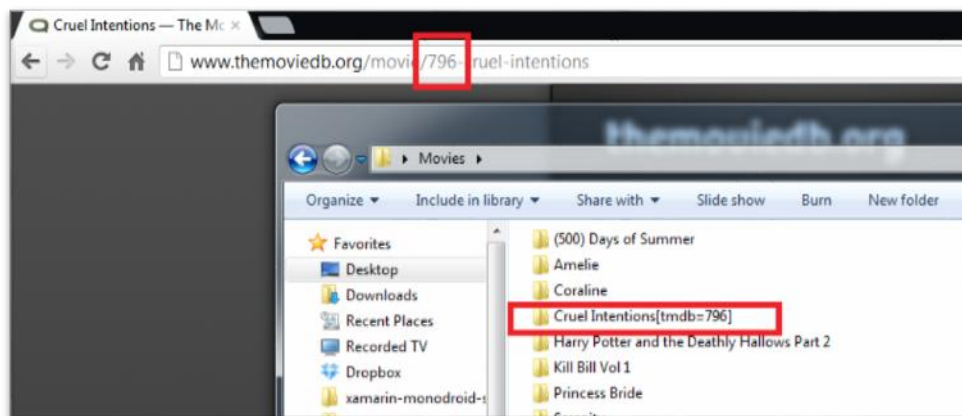 Cruel Intentions — The Mc ×
www.themoviedb.org/movie/796-cruel-intentions
themoviedb.org
Movies
Organize Include in library Share with Slide show Burn New folder
Favorites
Desktop
Downloads
Recent Places
Recorded TV
Dropbox
xamarin-monodroid-s
(500) Days of Summer
Amelie
Coraline
Cruel Intentions[tmdb=796]
Harry Potter and the Deathly Hallows Part 2
Kill Bill Vol 1
Princess Bride